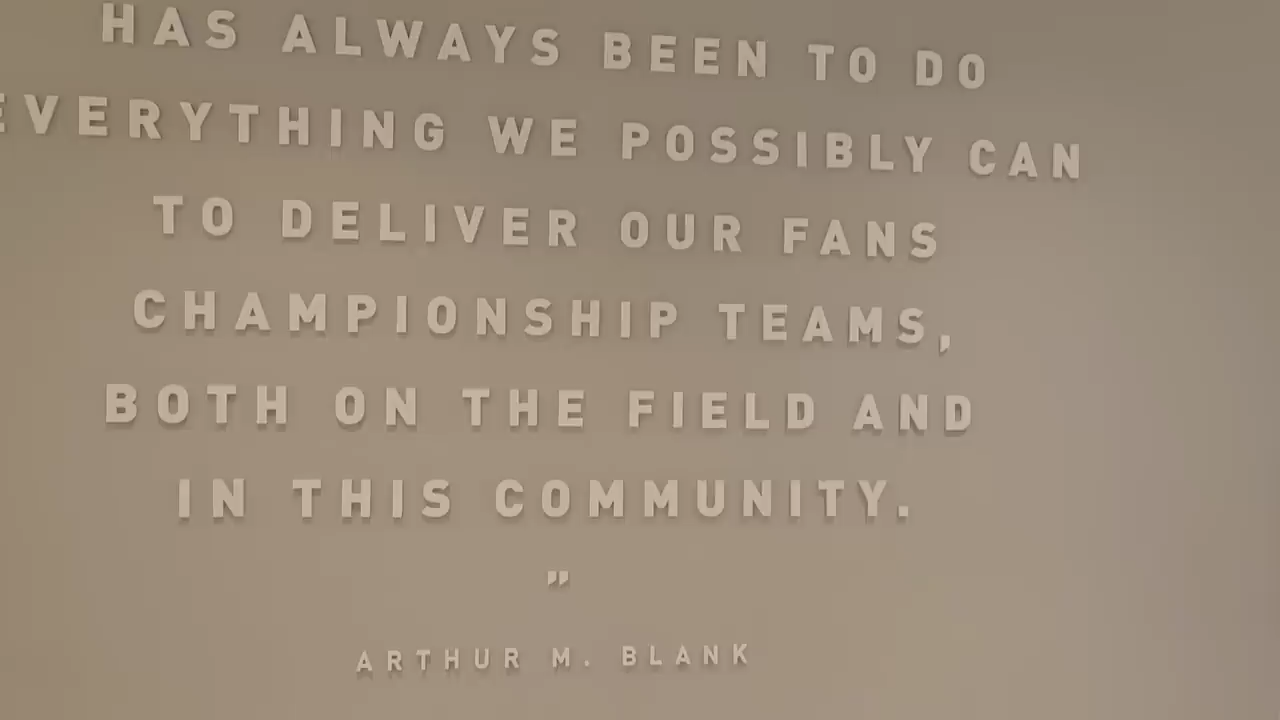 HAS ALWAYS BEEN TO DO
EVERYTHING WE POSSIBLY CAN
TO DELIVER OUR FANS
CHAMPIONSHIP TEAMS,
BOTH ON THE FIELD AND
IN THIS COMMUNITY.
”
ARTHUR M. BLANK